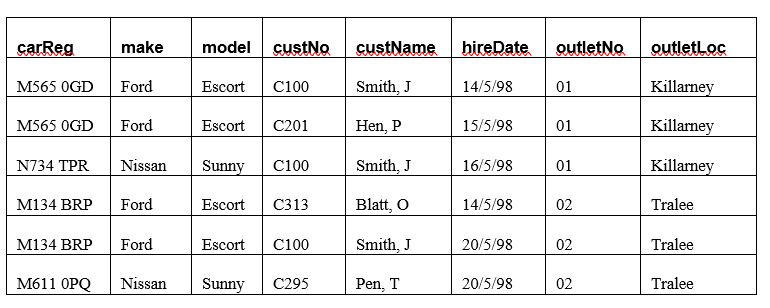 carReg make model custNo custName hireDate outletNo outletLoc
M565 0GD Ford Escort C100 Smith, J 14/5/98 01 Killarney
M565 0GD Ford Escort C201 Hen, P 15/5/98 01 Killarney
N734 TPR Nissan Sunny C100 Smith, J 16/5/98 01 Killarney
M134 BRP Ford Escort C313 Blatt, O 14/5/98 02 Tralee
M134 BRP Ford Escort C100 Smith, J 20/5/98 02 Tralee
M611 0PQ Nissan Sunny C295 Pen, T 20/5/98 02 Tralee